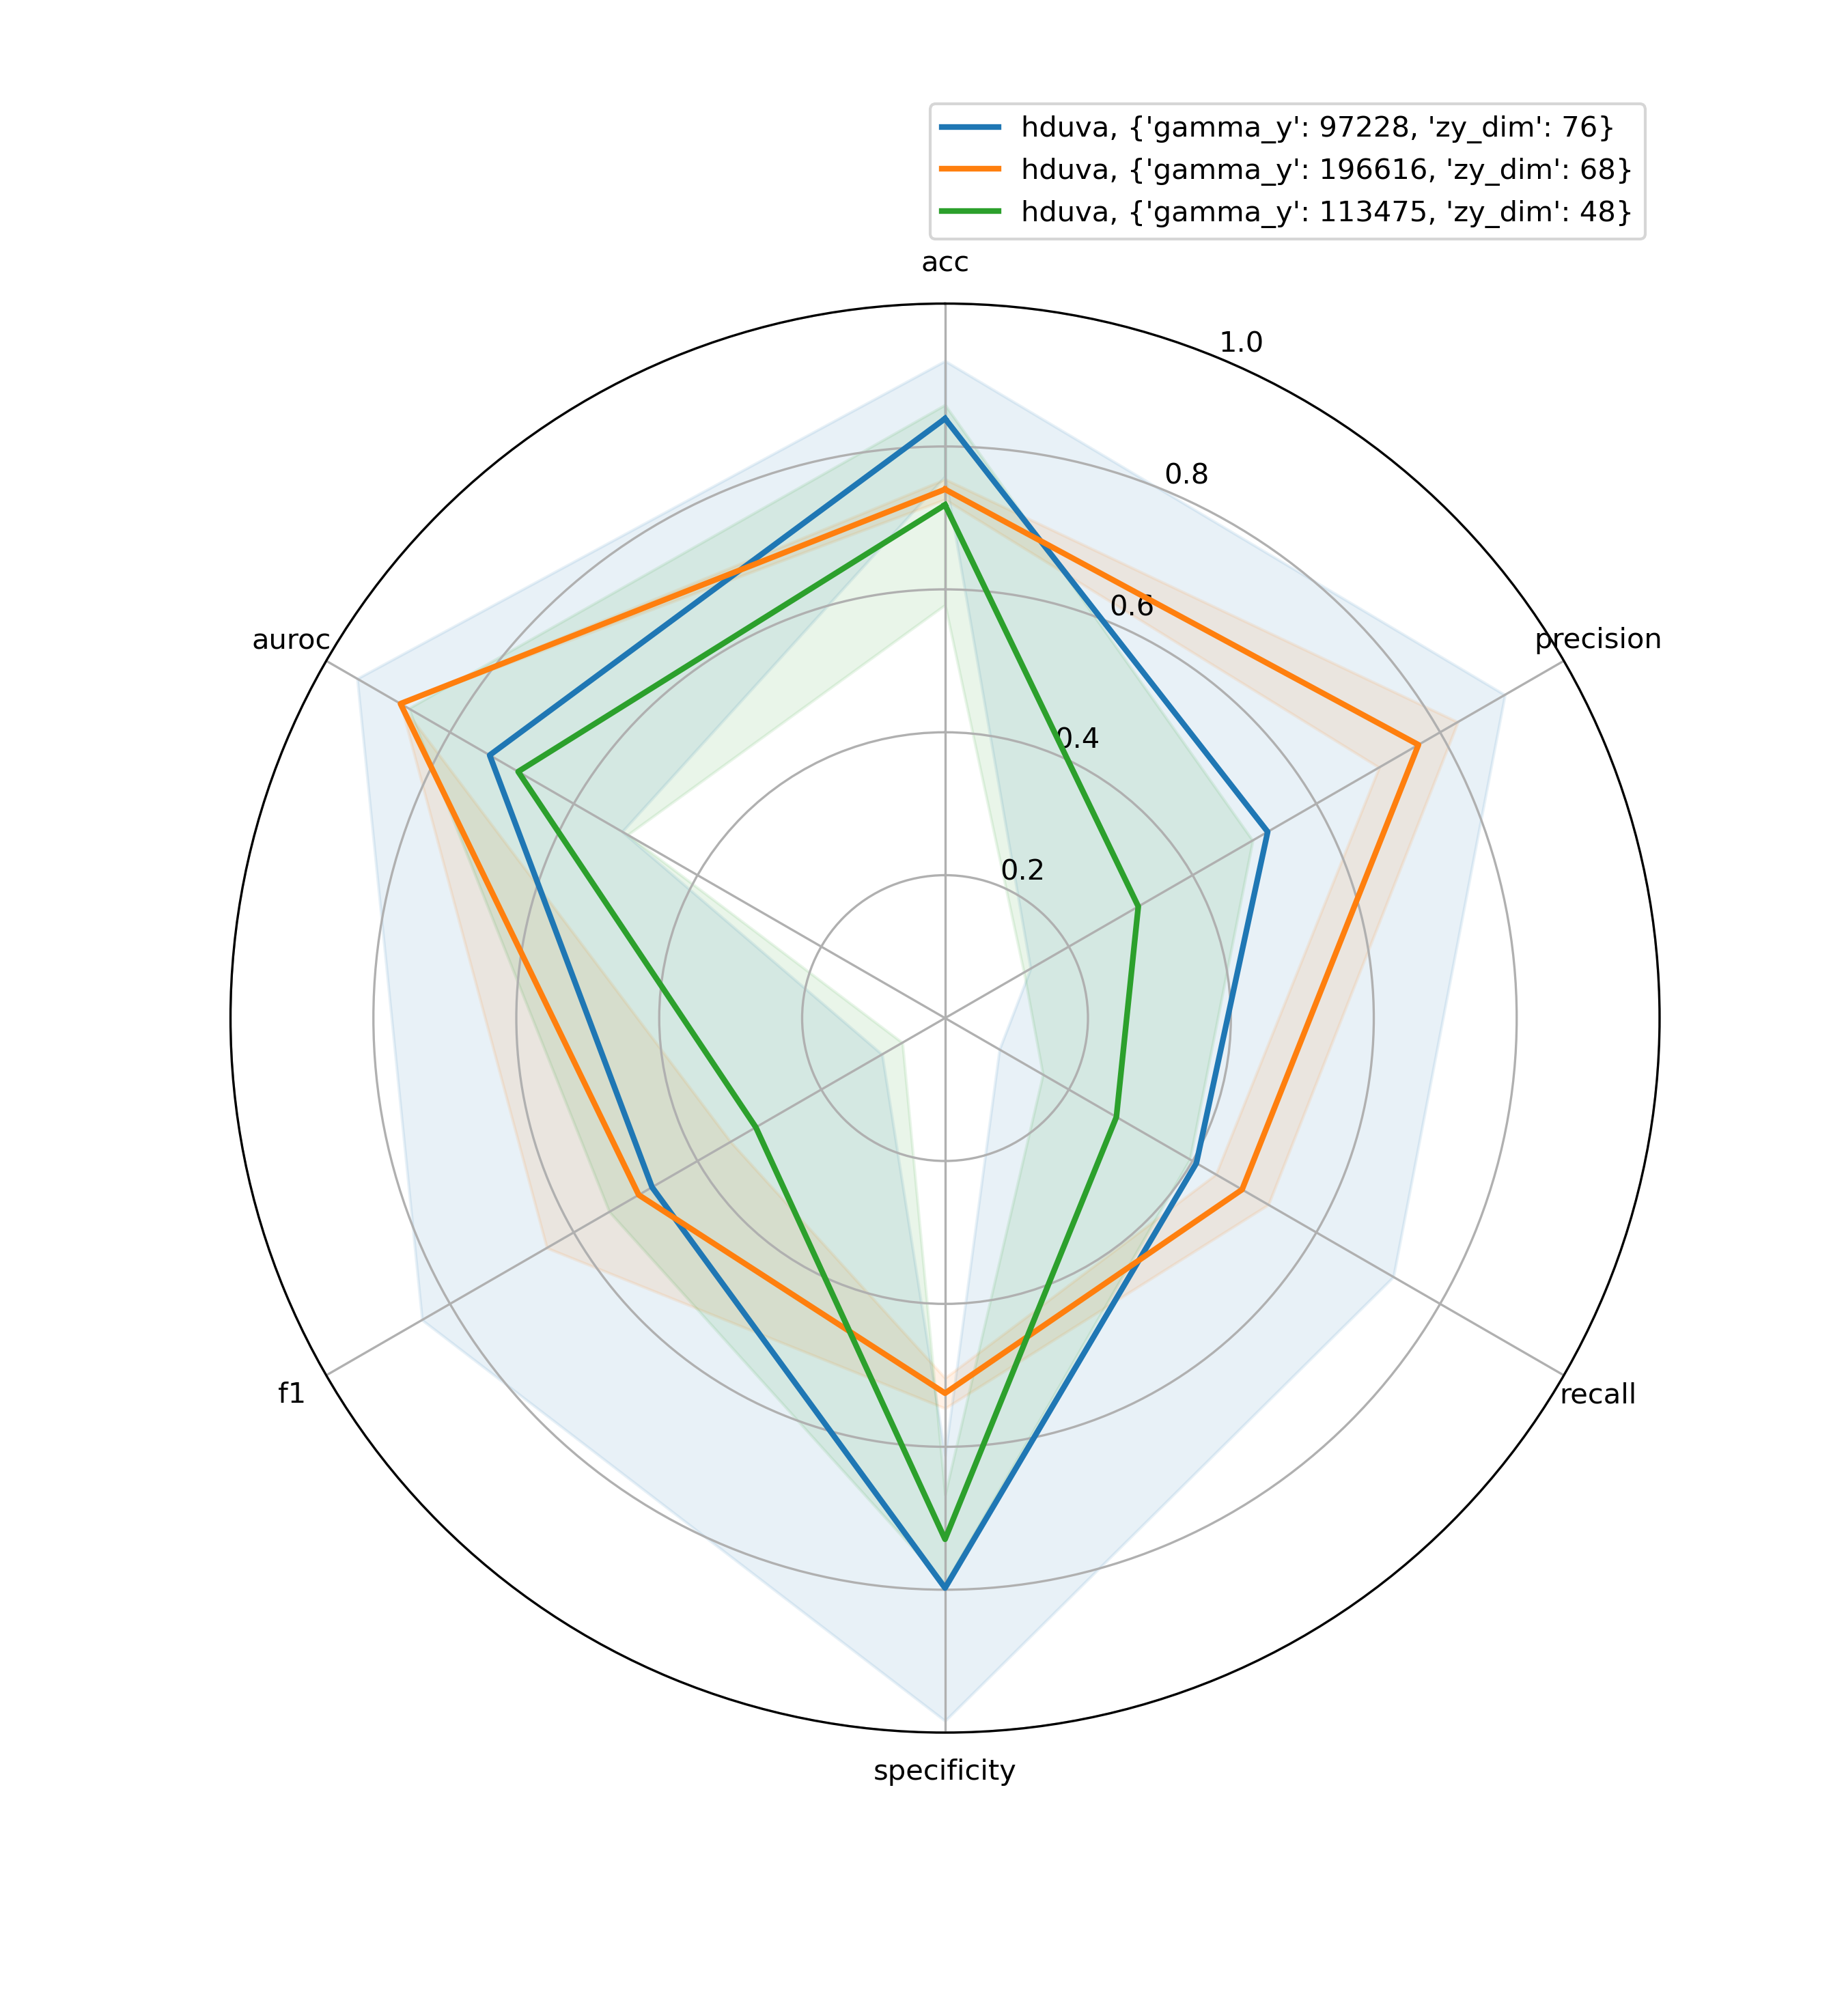 hduva, {'gamma_y': 97228, 'zy_dim': 76}
hduva, {'gamma_y': 196616, 'zy_dim': 68}
hduva, {'gamma_y': 113475, 'zy_dim': 48}
acc
1.0
0.8
0.6
auroc
precision
0.4
0.2
f1
recall
specificity